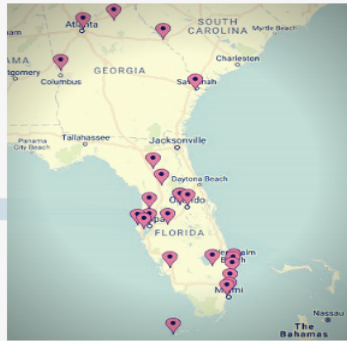 SOUTH
CAROLINA
Myrtle Beach
Atlanta
AMA
GEORGIA
Charleston
tgomery
Columbus
Savannah
Tallahassee
Jacksonville
Panama
City Beach
Daytona Beach
Orlando
FLORIDA
Miami
Nassau
The
Bahamas